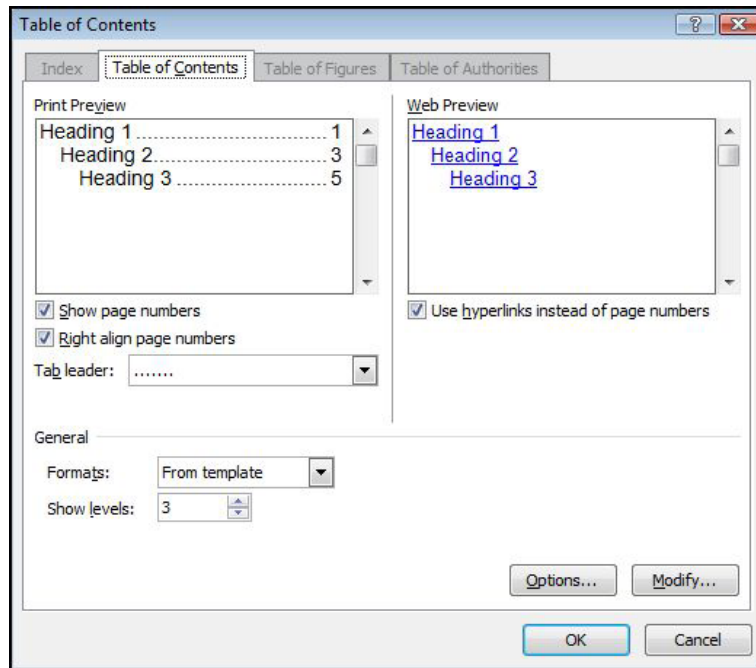 Table of Contents
Index Table of Contents Table of Figures Table of Authorities
Print Preview
Heading 1 .......................... 1
Heading 2 ........................ 3
Heading 3 ..................... 5
Web Preview
Heading 1
Heading 2
Heading 3
Show page numbers
Right align page numbers
Use hyperlinks instead of page numbers
Tab leader: .......
General
Formats: From template
Show levels: 3
Options... Modify...
OK Cancel